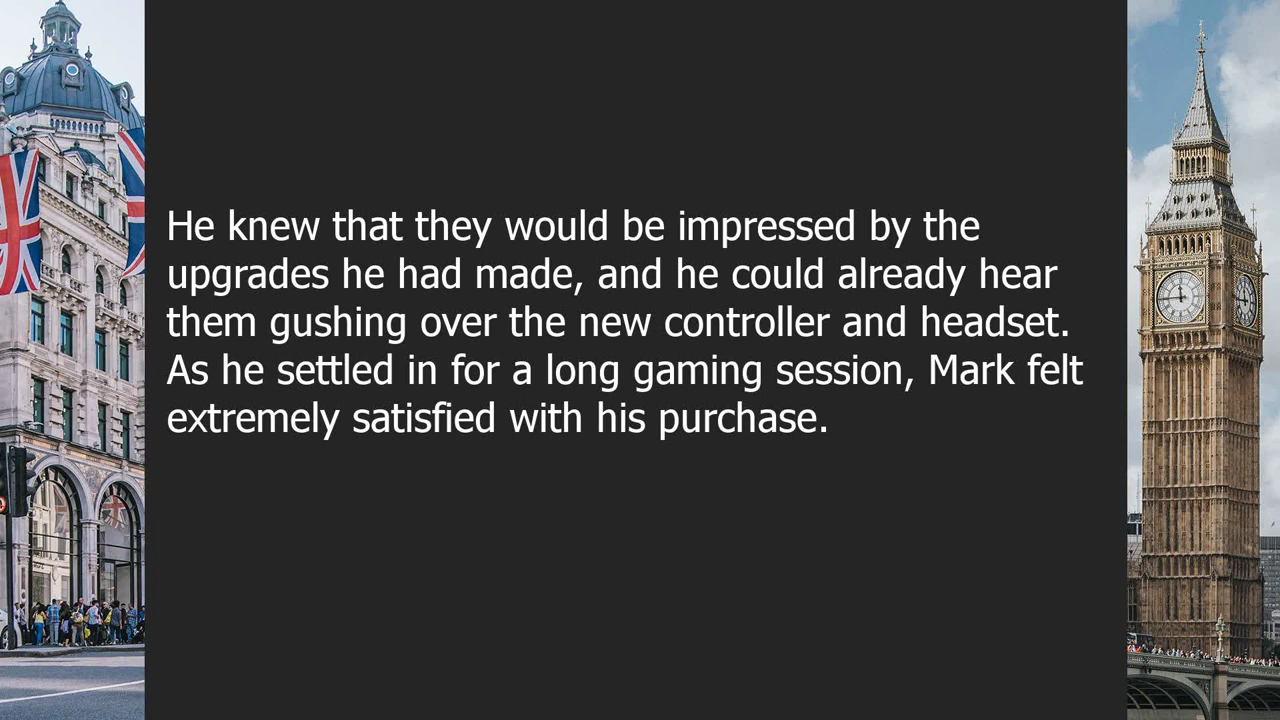 He knew that they would be impressed by the
upgrades he had made, and he could already hear
them gushing over the new controller and headset.
As he settled in for a long gaming session, Mark felt
extremely satisfied with his purchase.